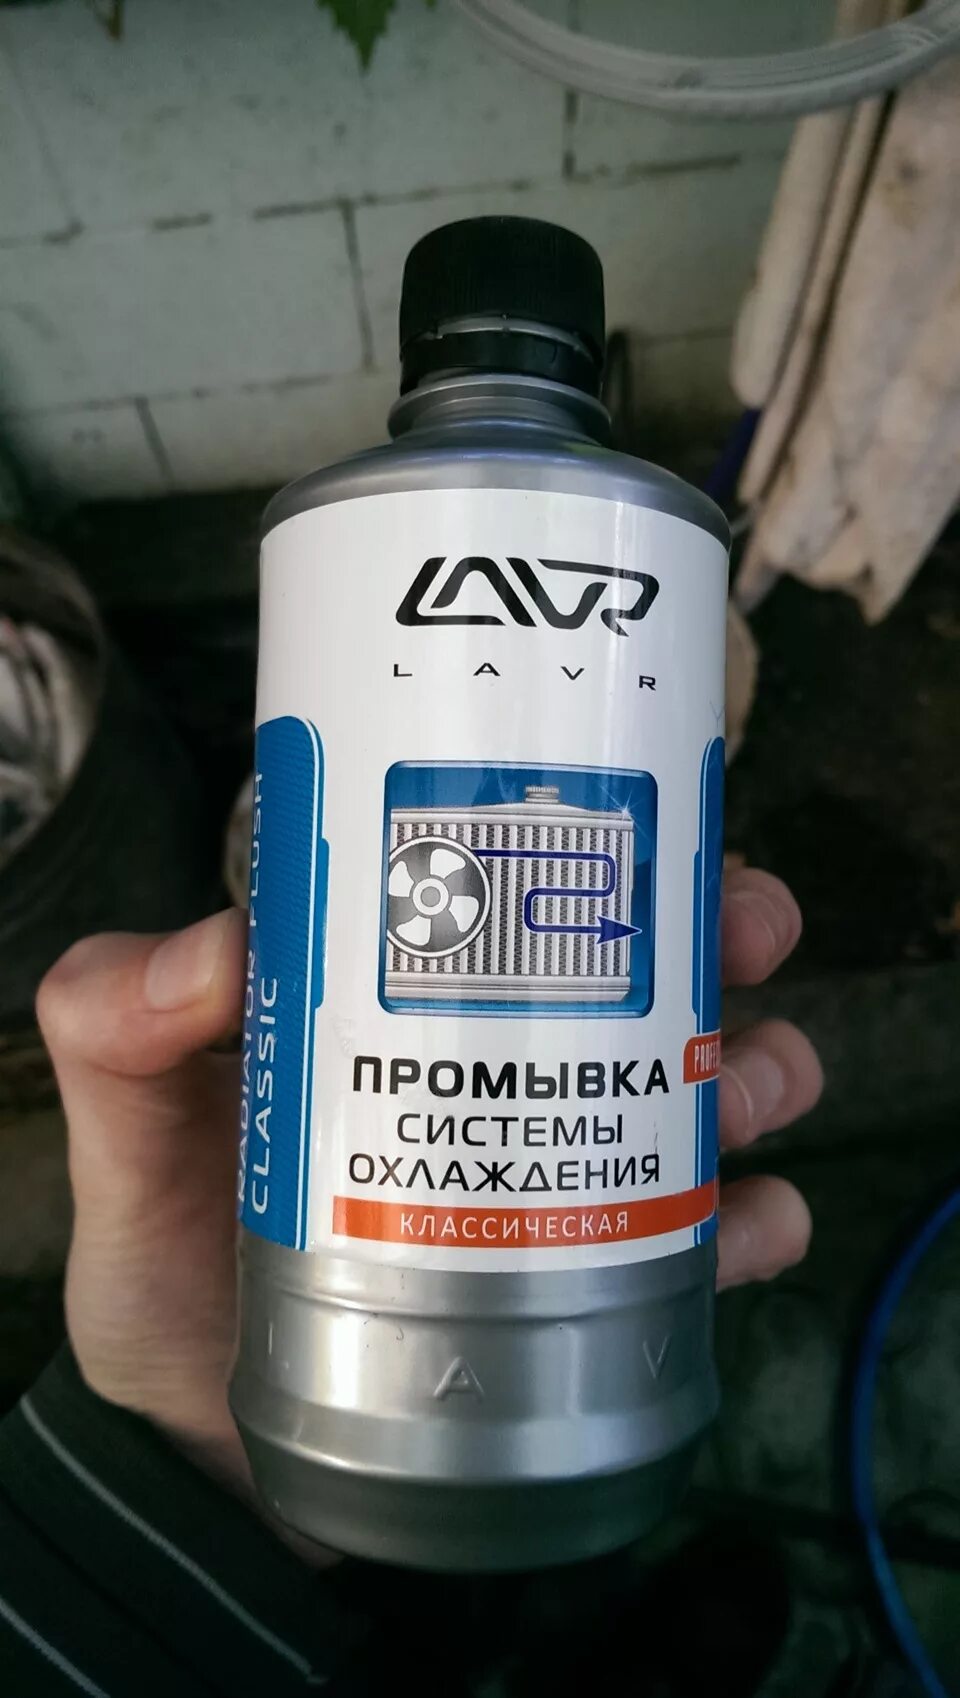 LAVR
L A V R
RADIATOR FLUSH
CLASSIC
ПРОМЫВКА
СИСТЕМЫ
ОХЛАЖДЕНИЯ
КЛАССИЧЕСКАЯ
L A V